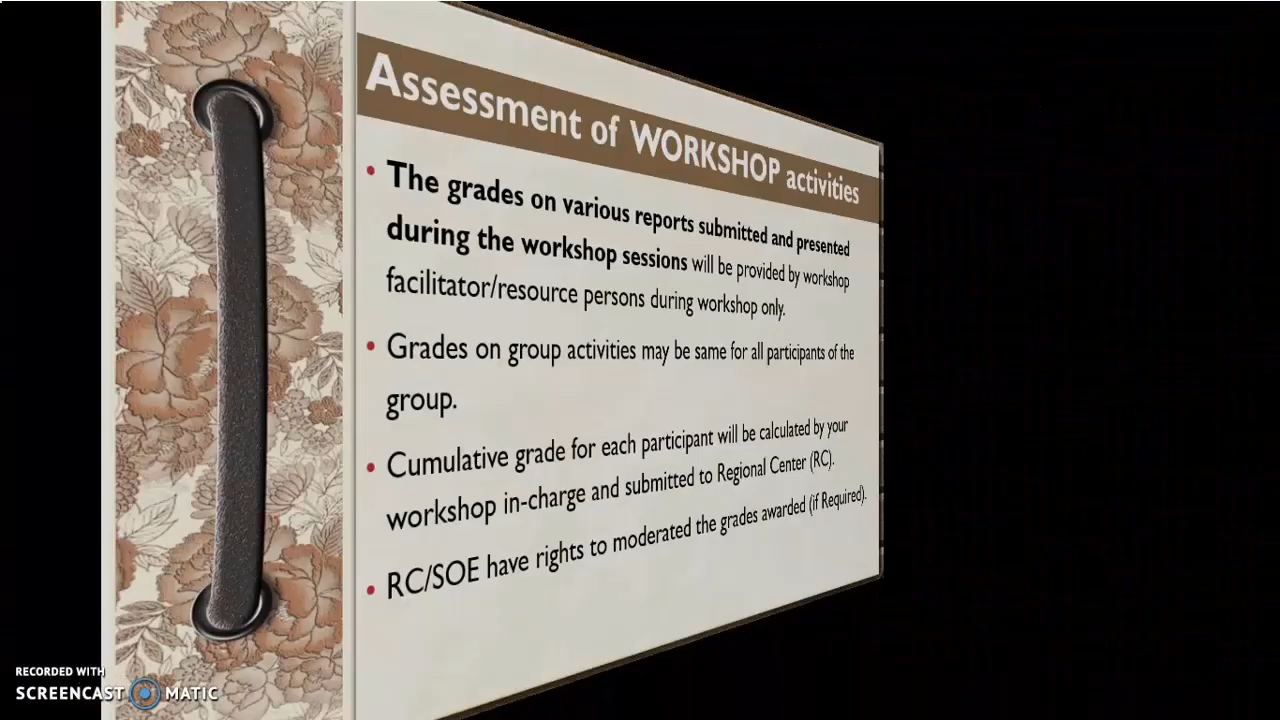 Assessment of WORKSHOP activities
• The grades on various reports submitted and presented
during the workshop sessions will be provided by workshop
facilitator/resource persons during workshop only.
• Grades on group activities may be same for all participants of the
group.
• Cumulative grade for each participant will be calculated by your
workshop in-charge and submitted to Regional Center (RC).
• RC/SOE have rights to moderated the grades awarded (if Required).
RECORDED WITH
SCREENCAST MATIC